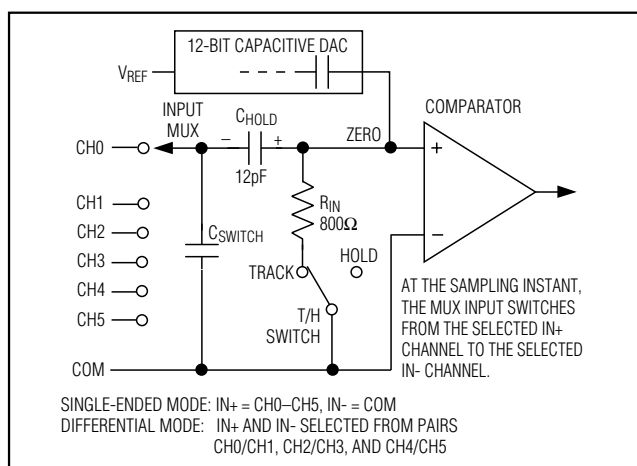 12-BIT CAPACITIVE DAC
VREF
COMPARATOR
INPUT
MUX
CHOLD
ZERO
CH0
− +
12pF
+
RIN
800Ω
CH1
CH2
CSWITCH
−
HOLD
CH3
TRACK
CH4
CH5
T/H
SWITCH
AT THE SAMPLING INSTANT,
THE MUX INPUT SWITCHES
FROM THE SELECTED IN+
CHANNEL TO THE SELECTED
IN- CHANNEL.
COM
SINGLE-ENDED MODE: IN+ = CH0–CH5, IN- = COM
DIFFERENTIAL MODE: IN+ AND IN- SELECTED FROM PAIRS
CH0/CH1, CH2/CH3, AND CH4/CH5